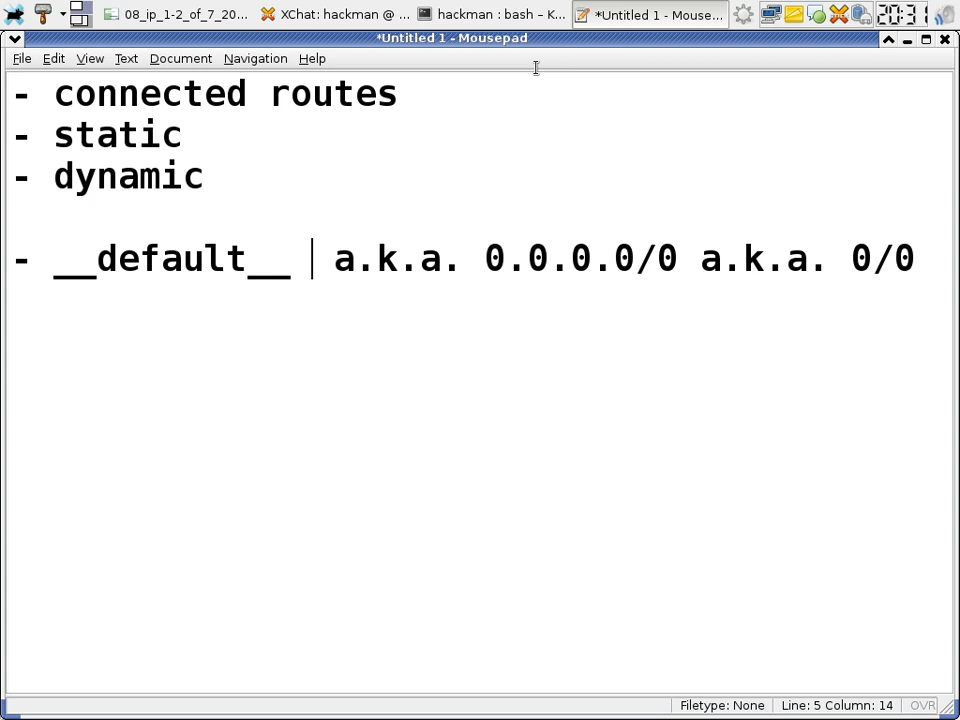 08_ip_1-2_of_7_20...
XChat: hackman @ ...
hackman : bash – K...
*Untitled 1 - Mouse...
20:31
*Untitled 1 - Mousepad
File Edit View Text Document Navigation Help
- connected routes
- static
- dynamic
- __default__ a.k.a. 0.0.0.0/0 a.k.a. 0/0
Filetype: None Line: 5 Column: 14 OVR